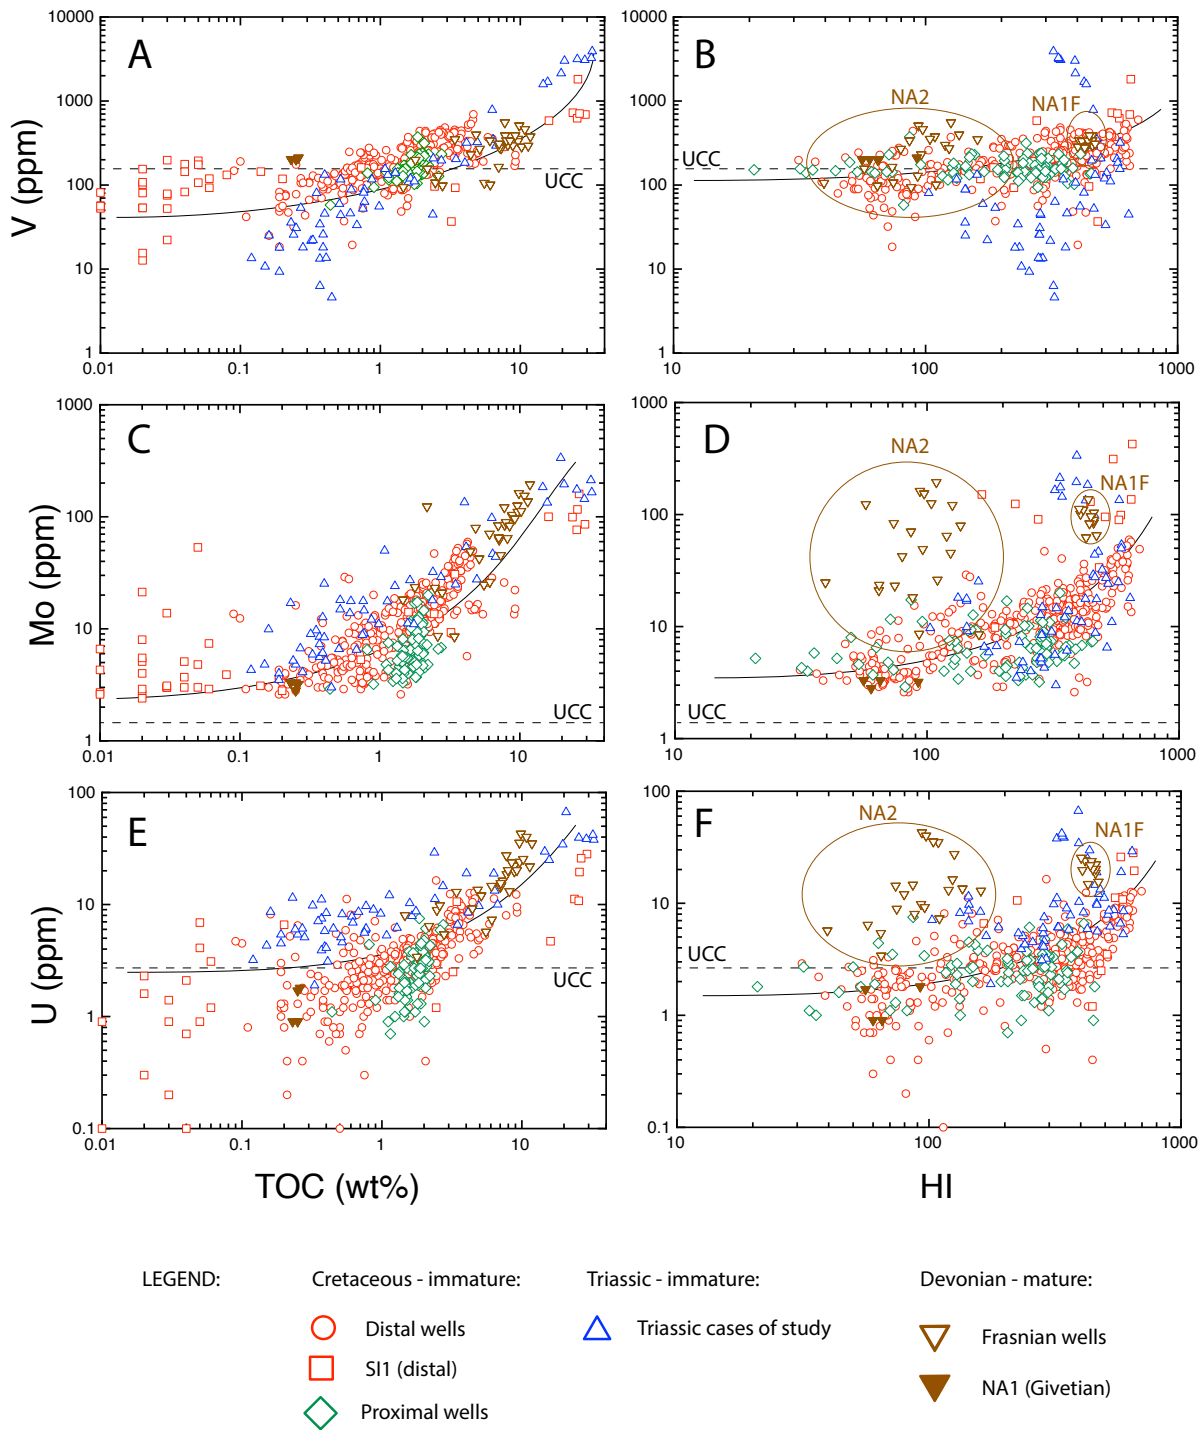 10000
1000
100
10
1
V (ppm)
A
UCC
0.01
0.1
1
10
10000
1000
100
10
1
B
NA2
NA1F
UCC
10
100
1000
1000
100
10
1
Mo (ppm)
C
UCC
0.01
0.1
1
10
1000
100
10
1
D
NA2
NA1F
UCC
10
100
1000
100
10
1
0.1
U (ppm)
E
UCC
0.01
0.1
1
10
TOC (wt%)
100
10
1
0.1
F
NA2
NA1F
UCC
10
100
1000
HI
LEGEND:
Cretaceous - immature:
Triassic - immature:
Devonian - mature:
Distal wells
Triassic cases of study
Frasnian wells
SI1 (distal)
NA1 (Givetian)
Proximal wells